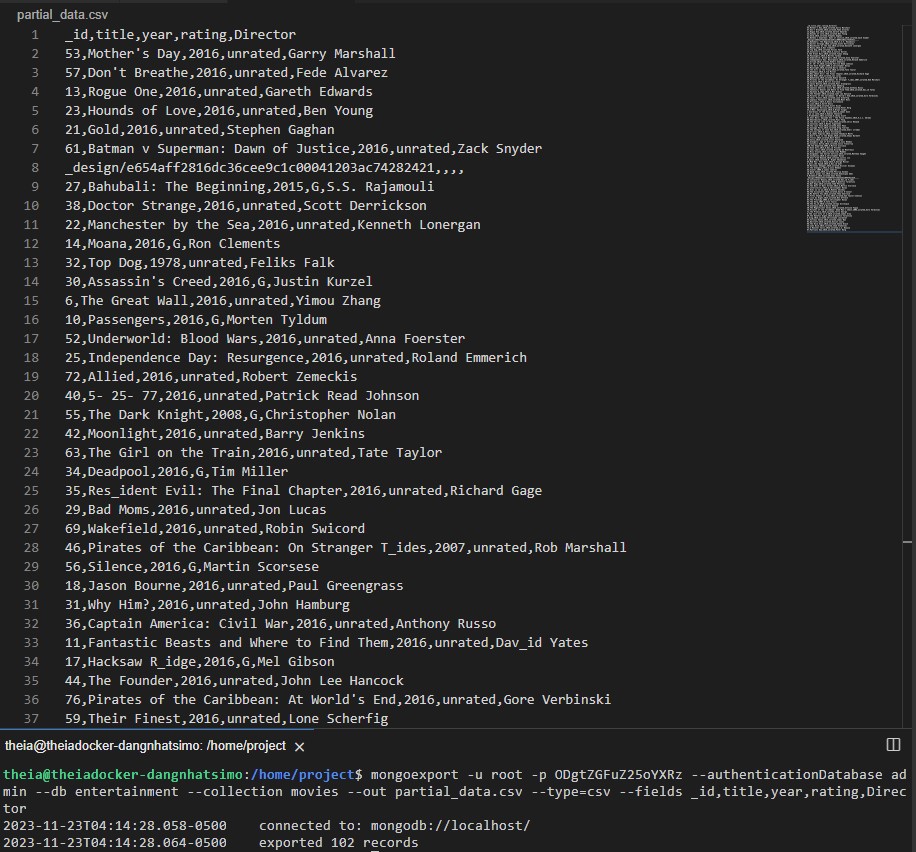 partial_data.csv
1 _id,title,year,rating,Director
2 53,Mother's Day,2016,unrated,Garry Marshall
3 57,Don't Breathe,2016,unrated,Fede Alvarez
4 13,Rogue One,2016,unrated,Gareth Edwards
5 23,Hounds of Love,2016,unrated,Ben Young
6 21,Gold,2016,unrated,Stephen Gaghan
7 61,Batman v Superman: Dawn of Justice,2016,unrated,Zack Snyder
8 _design/e654aff2816dc36cee9c1c00041203ac74282421,,,,
9 27,Bahubali: The Beginning,2015,G,S.S. Rajamouli
10 38,Doctor Strange,2016,unrated,Scott Derrickson
11 22,Manchester by the Sea,2016,unrated,Kenneth Lonergan
12 14,Moana,2016,G,Ron Clements
13 32,Top Dog,1978,unrated,Feliks Falk
14 30,Assassin's Creed,2016,G,Justin Kurzel
15 6,The Great Wall,2016,unrated,Yimou Zhang
16 10,Passengers,2016,G,Morten Tyldum
17 52,Underworld: Blood Wars,2016,unrated,Anna Foerster
18 25,Independence Day: Resurgence,2016,unrated,Roland Emmerich
19 72,Allied,2016,unrated,Robert Zemeckis
20 40,5- 25- 77,2016,unrated,Patrick Read Johnson
21 55,The Dark Knight,2008,G,Christopher Nolan
22 42,Moonlight,2016,unrated,Barry Jenkins
23 63,The Girl on the Train,2016,unrated,Tate Taylor
24 34,Deadpool,2016,G,Tim Miller
25 35,Res_ident Evil: The Final Chapter,2016,unrated,Richard Gage
26 29,Bad Moms,2016,unrated,Jon Lucas
27 69,Wakefield,2016,unrated,Robin Swicord
28 46,Pirates of the Caribbean: On Stranger T_ides,2007,unrated,Rob Marshall
29 56,Silence,2016,G,Martin Scorsese
30 18,Jason Bourne,2016,unrated,Paul Greengrass
31 31,Why Him?,2016,unrated,John Hamburg
32 36,Captain America: Civil War,2016,unrated,Anthony Russo
33 11,Fantastic Beasts and Where to Find Them,2016,unrated,Dav_id Yates
34 17,Hacksaw R_idge,2016,G,Mel Gibson
35 44,The Founder,2016,unrated,John Lee Hancock
36 76,Pirates of the Caribbean: At World's End,2016,unrated,Gore Verbinski
37 59,Their Finest,2016,unrated,Lone Scherfig
theia@theiadocker-dangnhatsimo: /home/project ×
theia@theiadocker-dangnhatsimo:/home/project$ mongoexport -u root -p ODgtZGFuZ25oYXRz --authenticationDatabase ad
min --db entertainment --collection movies --out partial_data.csv --type=csv --fields _id,title,year,rating,Direc
tor
2023-11-23T04:14:28.058-0500 connected to: mongodb://localhost/
2023-11-23T04:14:28.064-0500 exported 102 records